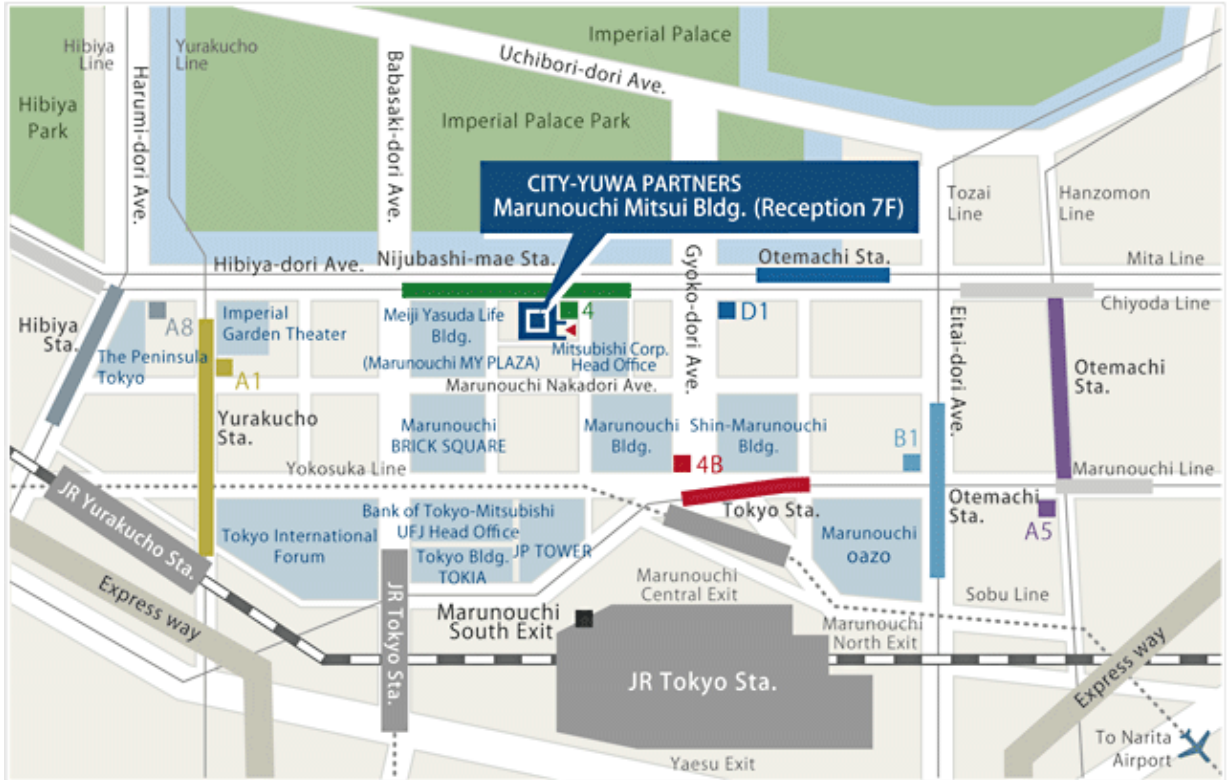 Hibiya
Line
Yurakucho
Line
Imperial Palace
Uchibori-dori Ave.
Harumi-dori Ave.
Babasaki-dori Ave.
Hibiya
Park
Imperial Palace Park
CITY-YUWA PARTNERS
Marunouchi Mitsui Bldg. (Reception 7F)
Tozai
Line
Hanzomon
Line
Hibiya-dori Ave.
Nijubashi-mae Sta.
Gyoko-dori Ave.
Otemachi Sta.
Mita Line
Chiyoda Line
Hibiya
Sta.
A8
Imperial
Garden Theater
Meiji Yasuda Life
Bldg.
(Marunouchi MY PLAZA)
4
Mitsubishi Corp.
Head Office
D1
Eitai-dori Ave.
The Peninsula
Tokyo
A1
Marunouchi Nakadori Ave.
Otemachi
Sta.
Yurakucho
Sta.
Marunouchi
BRICK SQUARE
Marunouchi
Bldg.
Shin-Marunouchi
Bldg.
B1
4B
Yokosuka Line
Marunouchi Line
JR Yurakucho Sta.
Tokyo International
Forum
Bank of Tokyo-Mitsubishi
UFJ Head Office
Tokyo Bldg.
TOKIA
JP TOWER
Tokyo Sta.
Marunouchi
oazo
Otemachi
Sta.
A5
Express way
JR Tokyo Sta.
Marunouchi
South Exit
Marunouchi
Central Exit
Marunouchi
North Exit
Sobu Line
JR Tokyo Sta.
Express way
To Narita
Airport
Yaesu Exit